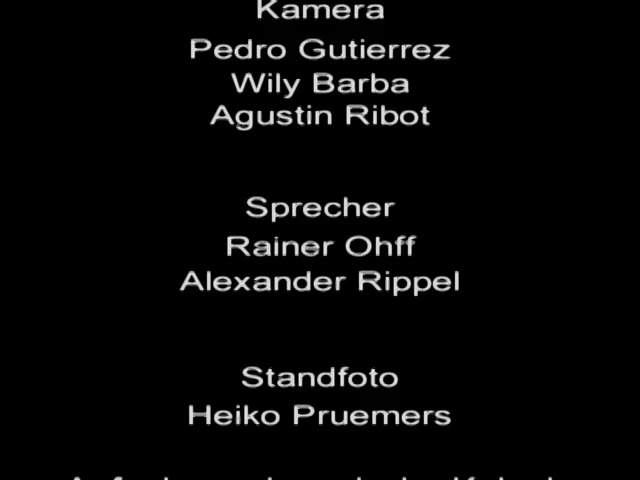 Kamera
Pedro Gutierrez
Wily Barba
Agustin Ribot
Sprecher
Rainer Ohff
Alexander Rippel
Standfoto
Heiko Pruemers